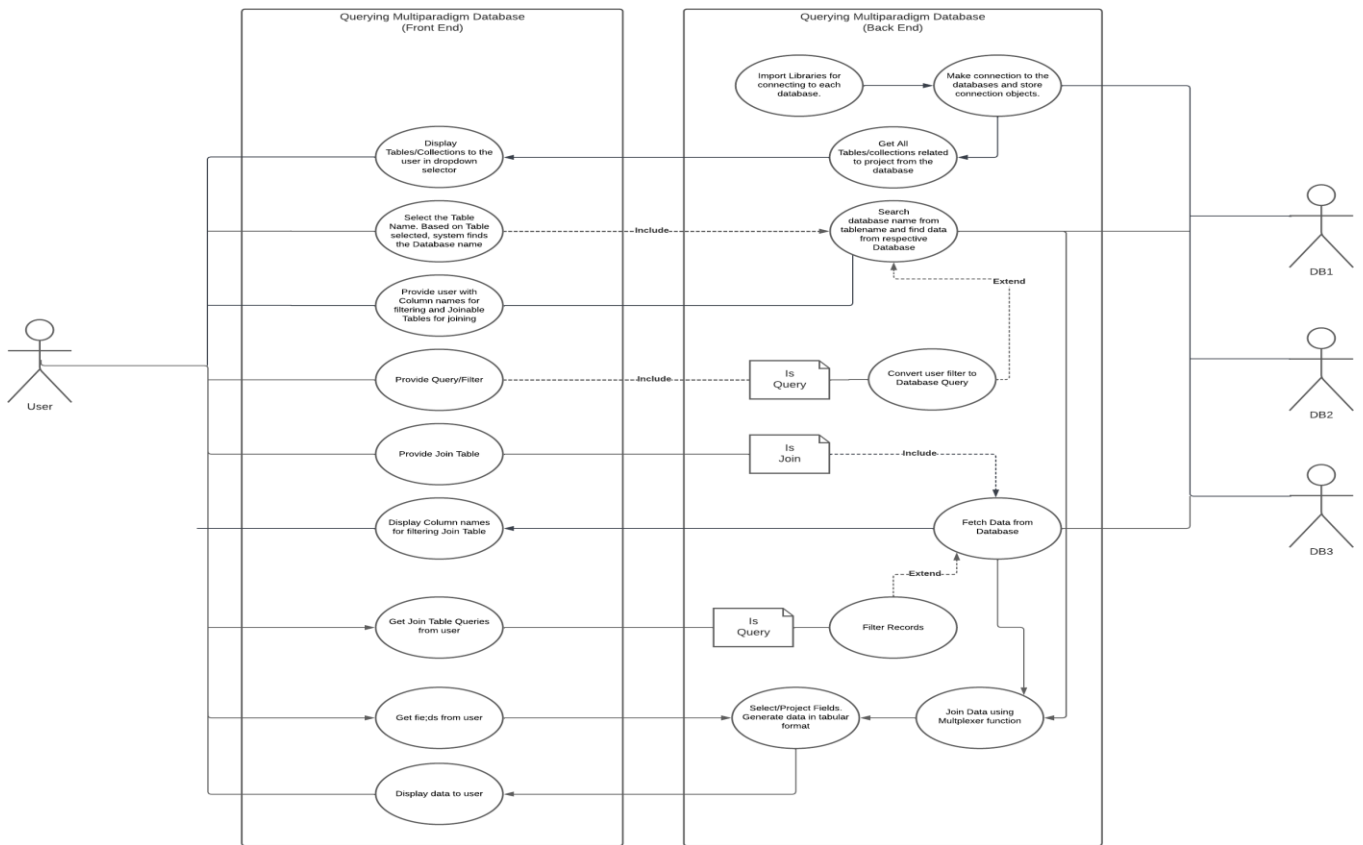 Querying Multiparadigm Database
(Front End)
Querying Multiparadigm Database
(Back End)
Import Libraries for
connecting to each
database.
Make connection to the
databases and store
connection objects.
Display
Tables/Collections to the
user in dropdown
selector
Get All
Tables/collections related
to project from the
database
Select the Table
Name. Based on Table
selected, system finds
the Database name
Include
Search
database name from
tablename and find data
from respective
Database
DB1
Provide user with
Column names for
filtering and Joinable
Tables for joining
Extend
User
Provide Query/Filter
Include
Is
Query
Convert user filter to
Database Query
DB2
Provide Join Table
Is
Join
Include
Display Column names
for filtering Join Table
Fetch Data from
Database
DB3
Extend
Get Join Table Queries
from user
Is
Query
Filter Records
Get fie;ds from user
Select/Project Fields.
Generate data in tabular
format
Join Data using
Multplexer function
Display data to user